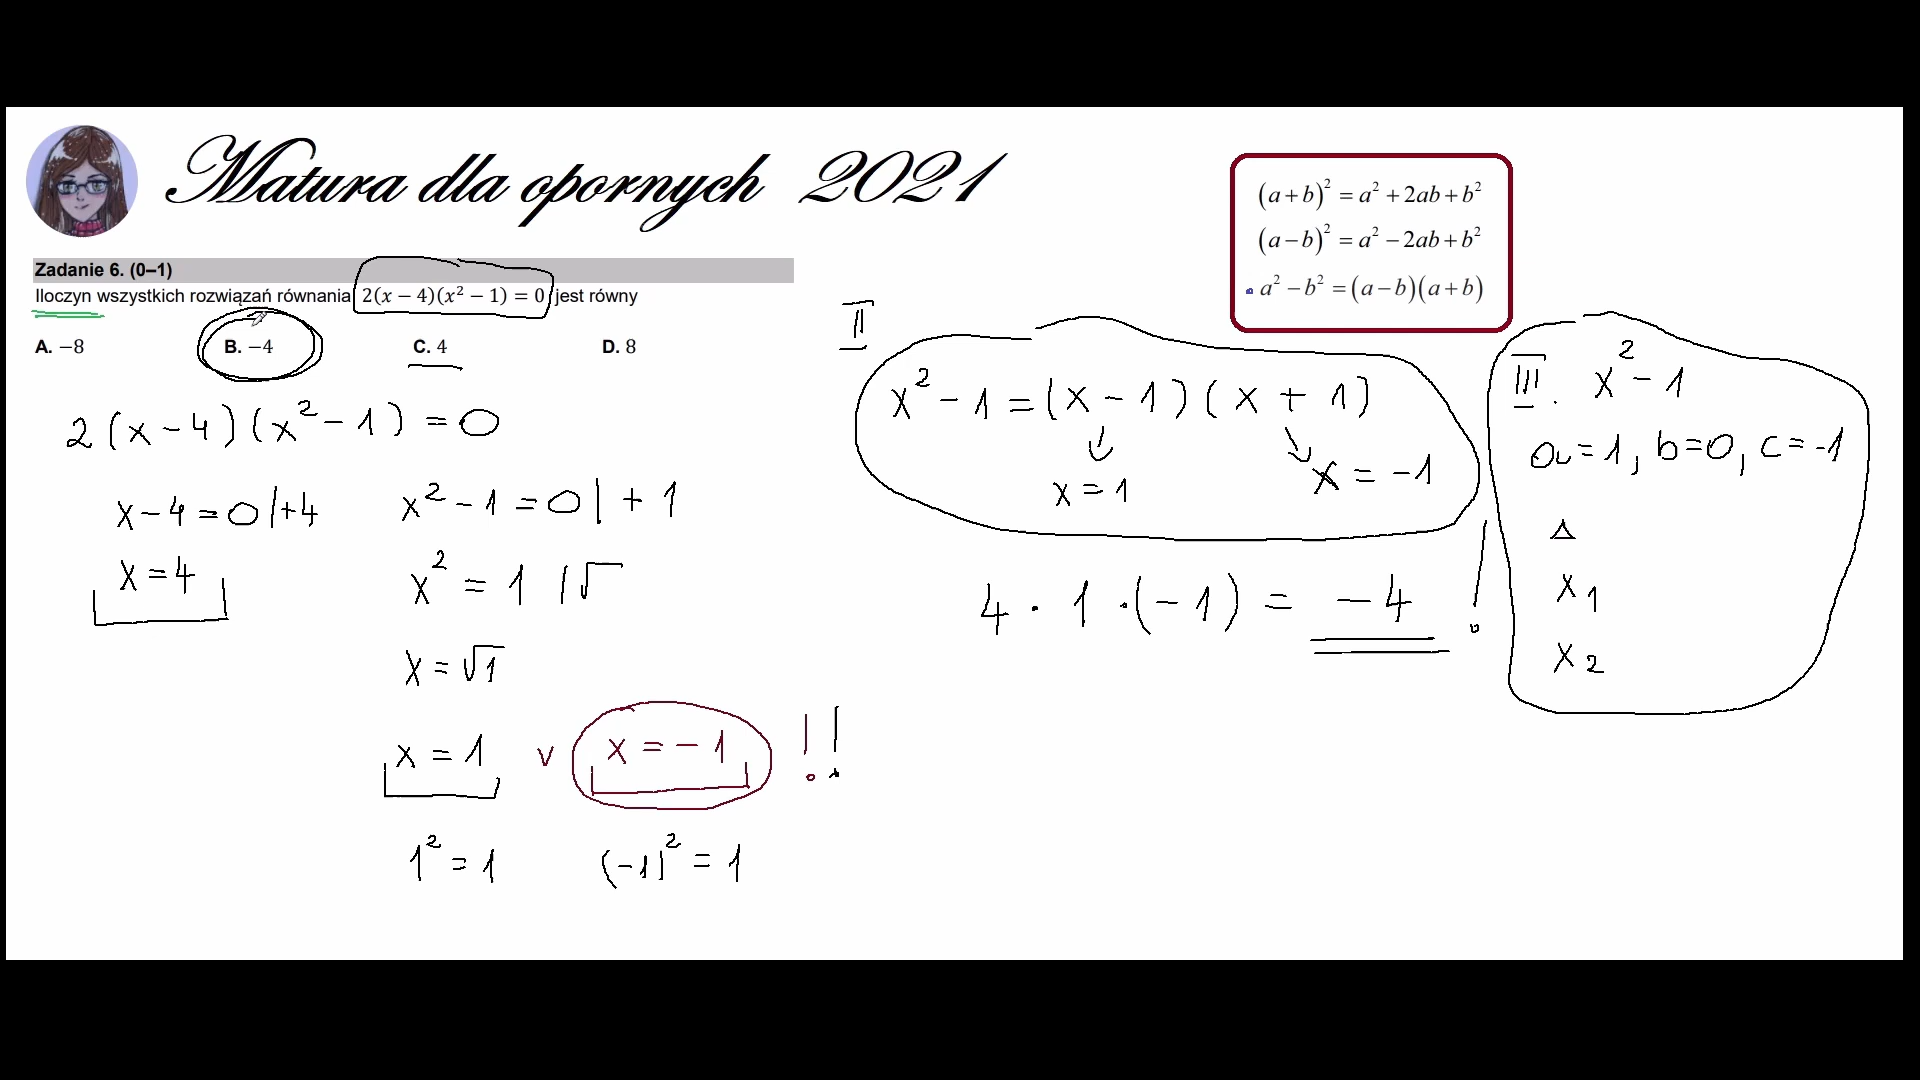 Matura dla opornych 2021
(a+b)² = a² + 2ab + b²
(a−b)² = a² − 2ab + b²
a² − b² = (a−b)(a+b)
Zadanie 6. (0–1)
Iloczyn wszystkich rozwiązań równania 2(x − 4)(x² − 1) = 0 jest równy
A. −8 B. −4 C. 4 D. 8
2(x-4)(x²-1) = 0
x-4=0 |+4
x=4
x²-1=0 | +1
x² = 1 |√
x = √1
x = 1 v x = -1 !!
1² = 1 (-1)² = 1
II
x²-1=(x-1)(x+1)
x=1 x=-1
4·1·(-1) = -4 !
III. x²-1
a=1, b=0, c=-1
Δ
x₁
x₂